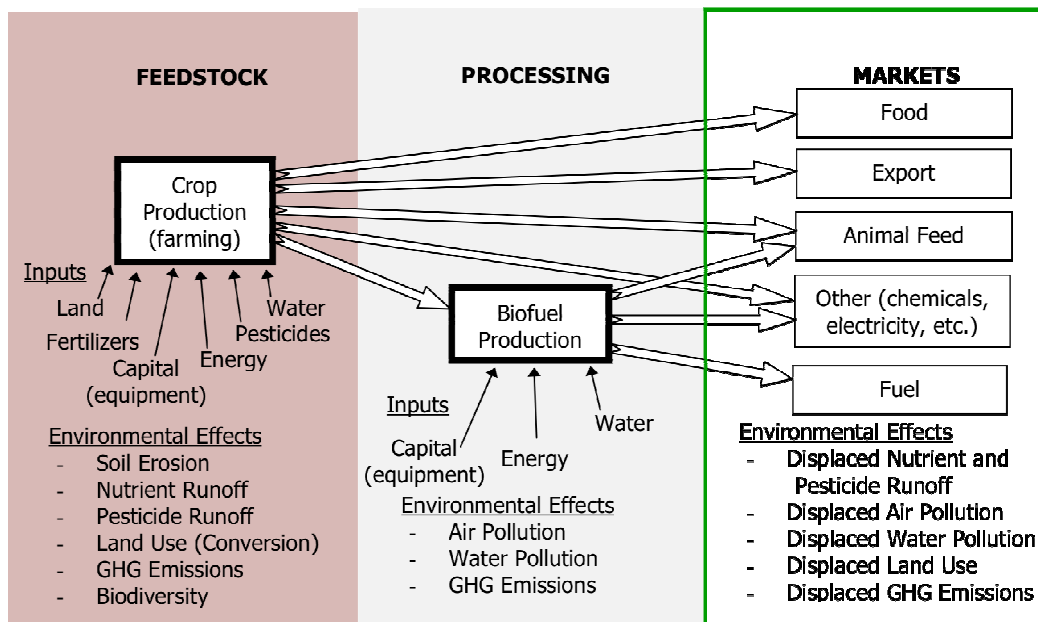 FEEDSTOCK
Crop
Production
(farming)
Inputs
Land
Fertilizers
Capital
(equipment)
Energy
Pesticides
Water
Environmental Effects
- Soil Erosion
- Nutrient Runoff
- Pesticide Runoff
- Land Use (Conversion)
- GHG Emissions
- Biodiversity
PROCESSING
Biofuel
Production
Inputs
Capital
(equipment)
Energy
Water
Environmental Effects
- Air Pollution
- Water Pollution
- GHG Emissions
MARKETS
Food
Export
Animal Feed
Other (chemicals,
electricity, etc.)
Fuel
Environmental Effects
- Displaced Nutrient and
Pesticide Runoff
- Displaced Air Pollution
- Displaced Water Pollution
- Displaced Land Use
- Displaced GHG Emissions